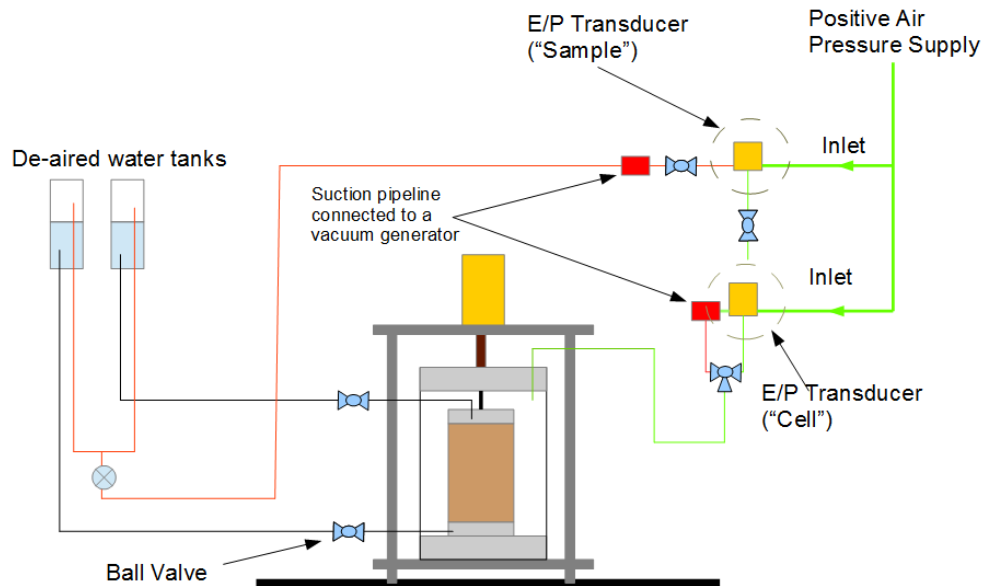 E/P Transducer
(“Sample”)
Positive Air
Pressure Supply
De-aired water tanks
Inlet
Suction pipeline
connected to a
vacuum generator
Inlet
E/P Transducer
(“Cell”)
Ball Valve